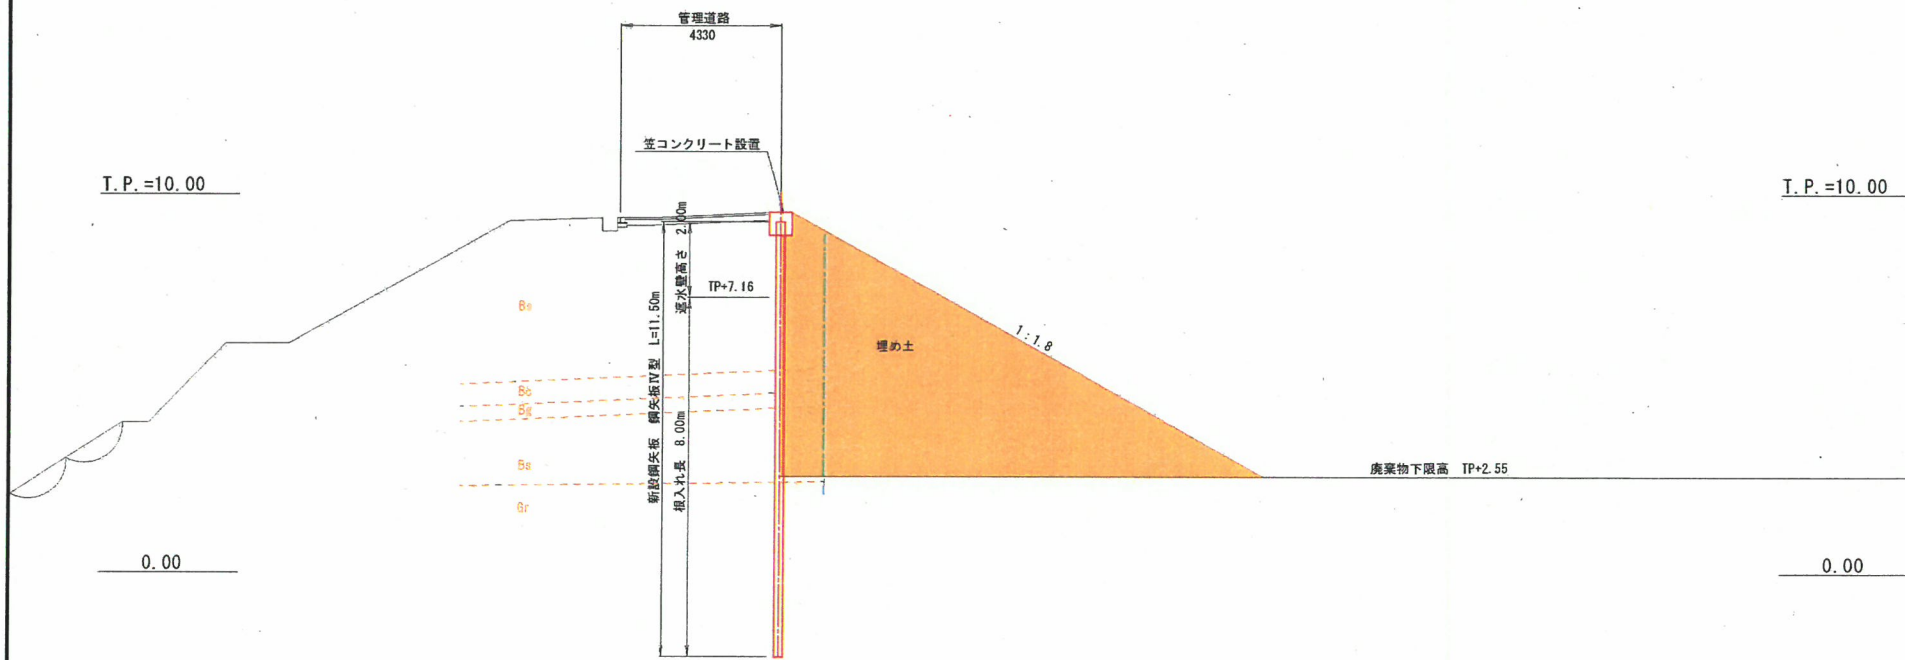 管理道路
4330
笠コンクリート設置
T.P.=10.00
T.P.=10.00
遮水壁高さ 2.00m
TP+7.16
新設鋼矢板 鋼矢板Ⅳ型 L=11.50m
根入れ長 8.00m
Bs
Bc
Bg
Bs
Gr
埋め土
1:1.8
廃棄物下限高 TP+2.55
0.00
0.00